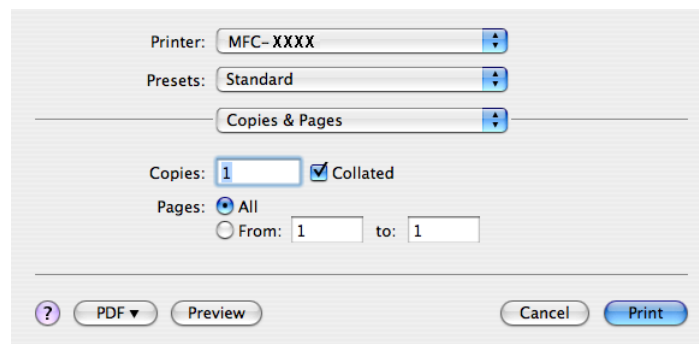 Printer: MFC-XXXX
Presets: Standard
Copies & Pages
Copies: 1 Collated
Pages: All
From: 1 to: 1
? PDF▼ Preview Cancel Print